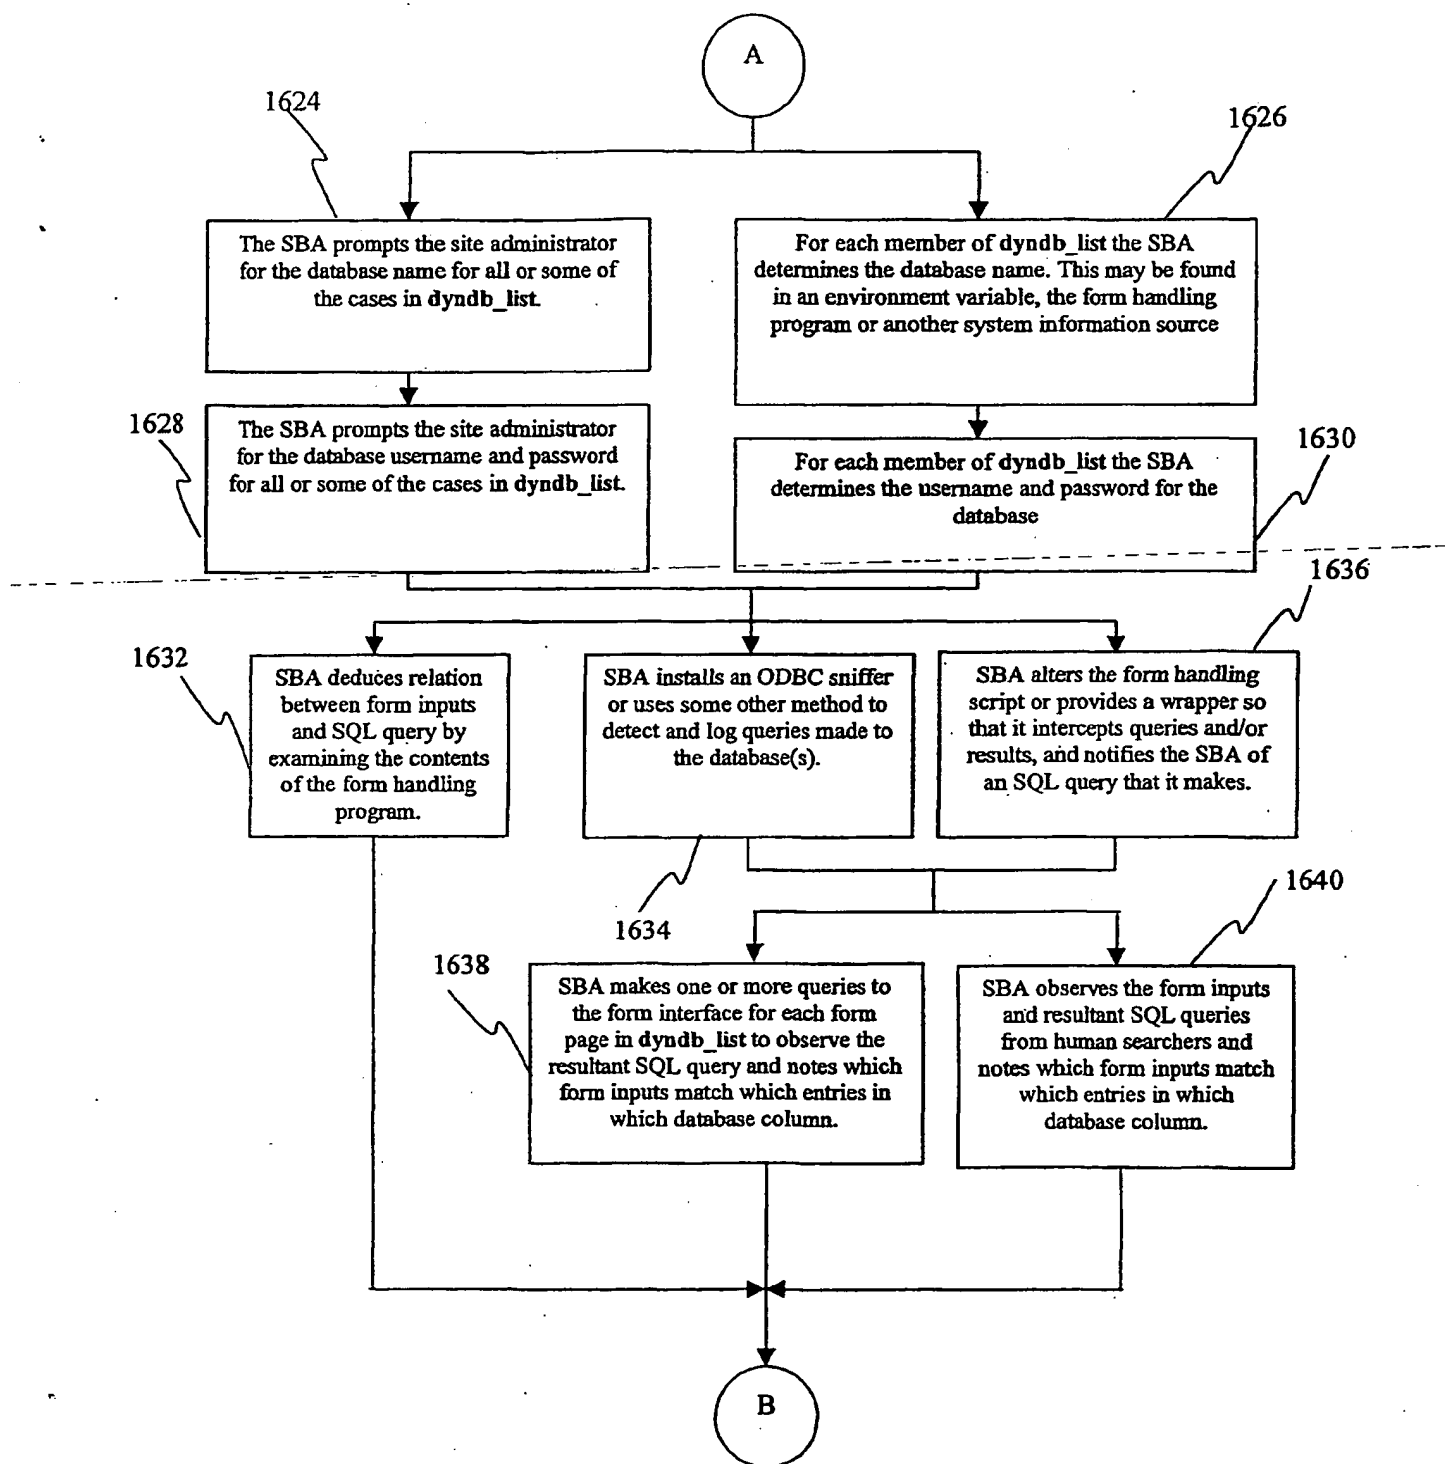 A
1624
1626
The SBA prompts the site administrator
for the database name for all or some of
the cases in dyndb_list.
For each member of dyndb_list the SBA
determines the database name. This may be found
in an environment variable, the form handling
program or another system information source
1628
The SBA prompts the site administrator
for the database username and password
for all or some of the cases in dyndb_list.
1630
For each member of dyndb_list the SBA
determines the username and password for the
database
1636
1632
SBA deduces relation
between form inputs
and SQL query by
examining the contents
of the form handling
program.
SBA installs an ODBC sniffer
or uses some other method to
detect and log queries made to
the database(s).
SBA alters the form handling
script or provides a wrapper so
that it intercepts queries and/or
results, and notifies the SBA of
an SQL query that it makes.
1634
1640
1638
SBA makes one or more queries to
the form interface for each form
page in dyndb_list to observe the
resultant SQL query and notes which
form inputs match which entries in
which database column.
SBA observes the form inputs
and resultant SQL queries
from human searchers and
notes which form inputs match
which entries in which
database column.
B